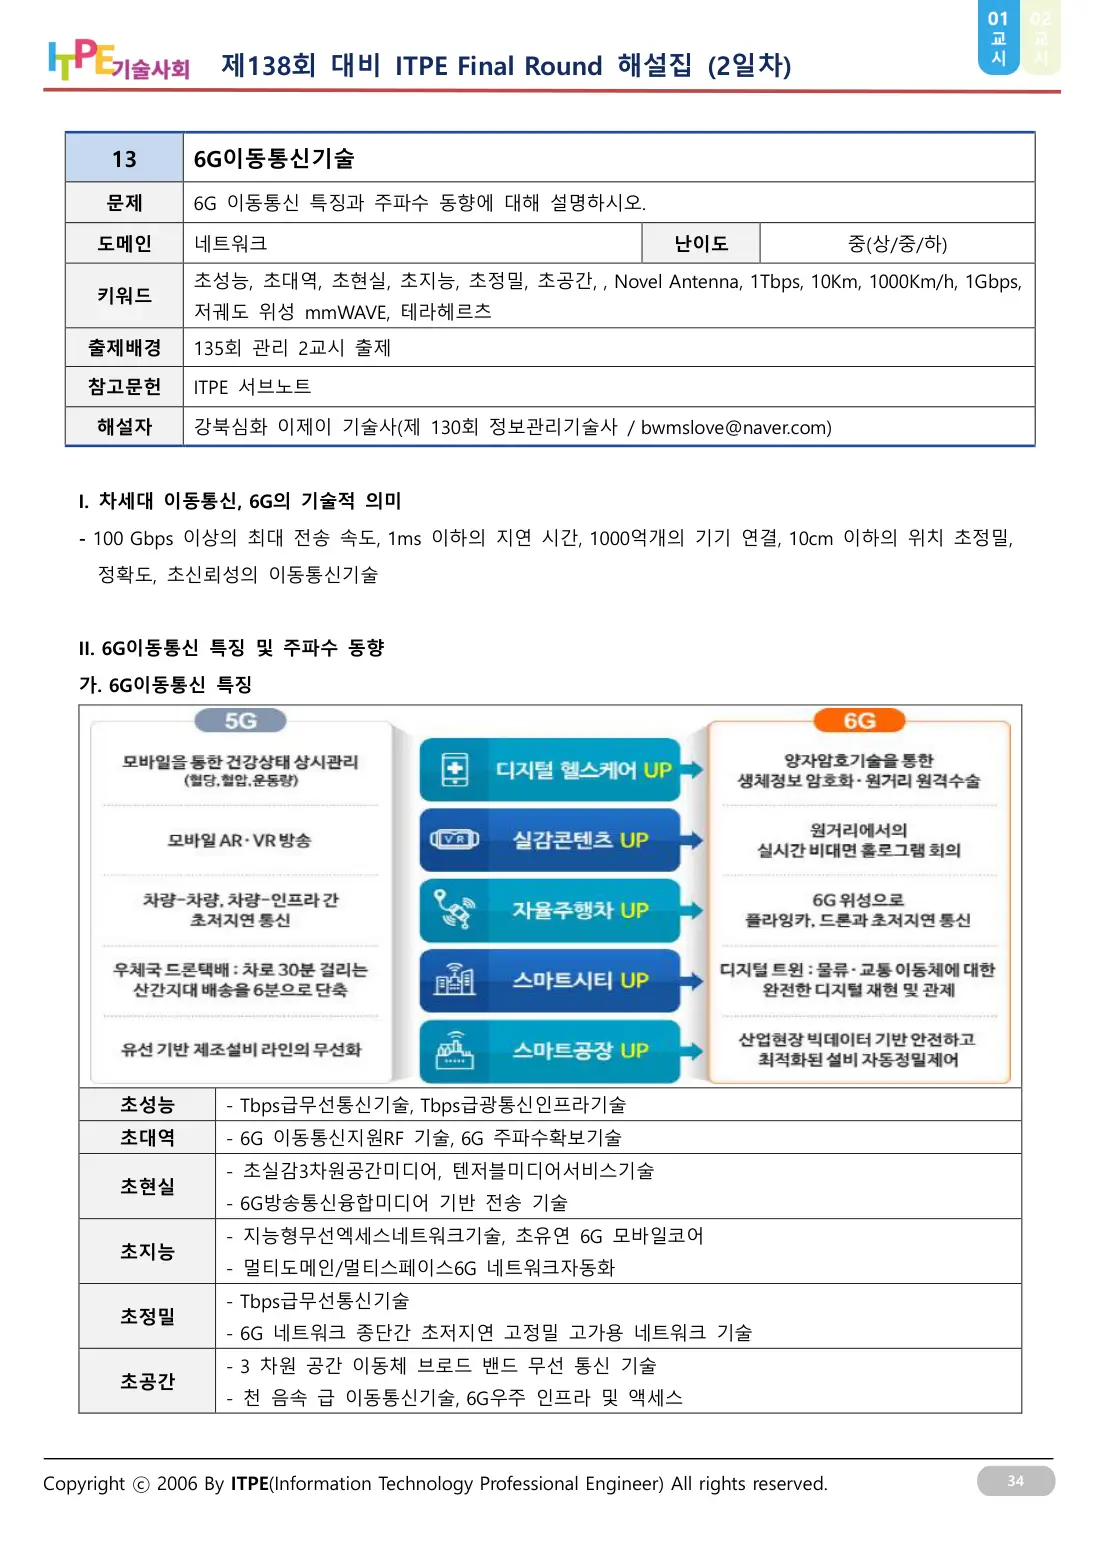 01
교
시
02
교
시
ITPE기술사회 제138회 대비 ITPE Final Round 해설집 (2일차)
13 6G이동통신기술
문제 6G 이동통신 특징과 주파수 동향에 대해 설명하시오.
도메인 네트워크 난이도 중(상/중/하)
키워드 초성능, 초대역, 초현실, 초지능, 초정밀, 초공간, , Novel Antenna, 1Tbps, 10Km, 1000Km/h, 1Gbps,
저궤도 위성 mmWAVE, 테라헤르츠
출제배경 135회 관리 2교시 출제
참고문헌 ITPE 서브노트
해설자 강북심화 이제이 기술사(제 130회 정보관리기술사 / bwmslove@naver.com)
I. 차세대 이동통신, 6G의 기술적 의미
- 100 Gbps 이상의 최대 전송 속도, 1ms 이하의 지연 시간, 1000억개의 기기 연결, 10cm 이하의 위치 초정밀,
정확도, 초신뢰성의 이동통신기술
II. 6G이동통신 특징 및 주파수 동향
가. 6G이동통신 특징
5G 6G
모바일을 통한 건강상태 상시관리
(혈당,혈압,운동량)
디지털 헬스케어 UP
양자암호기술을 통한
생체정보 암호화·원거리 원격수술
모바일 AR·VR 방송
VR
실감콘텐츠 UP
원거리에서의
실시간 비대면 홀로그램 회의
차량-차량, 차량-인프라 간
초저지연 통신
자율주행차 UP
6G 위성으로
플라잉카, 드론과 초저지연 통신
우체국 드론택배 : 차로 30분 걸리는
산간지대 배송을 6분으로 단축
스마트시티 UP
디지털 트윈 : 물류·교통 이동체에 대한
완전한 디지털 재현 및 관제
유선 기반 제조설비 라인의 무선화
스마트공장 UP
산업현장 빅데이터 기반 안전하고
최적화된 설비 자동정밀제어
초성능 - Tbps급무선통신기술, Tbps급광통신인프라기술
초대역 - 6G 이동통신지원RF 기술, 6G 주파수확보기술
초현실 - 초실감3차원공간미디어, 텐저블미디어서비스기술
- 6G방송통신융합미디어 기반 전송 기술
초지능 - 지능형무선엑세스네트워크기술, 초유연 6G 모바일코어
- 멀티도메인/멀티스페이스6G 네트워크자동화
초정밀 - Tbps급무선통신기술
- 6G 네트워크 종단간 초저지연 고정밀 고가용 네트워크 기술
초공간 - 3 차원 공간 이동체 브로드 밴드 무선 통신 기술
- 천 음속 급 이동통신기술, 6G우주 인프라 및 액세스
Copyright ⓒ 2006 By ITPE(Information Technology Professional Engineer) All rights reserved. 34